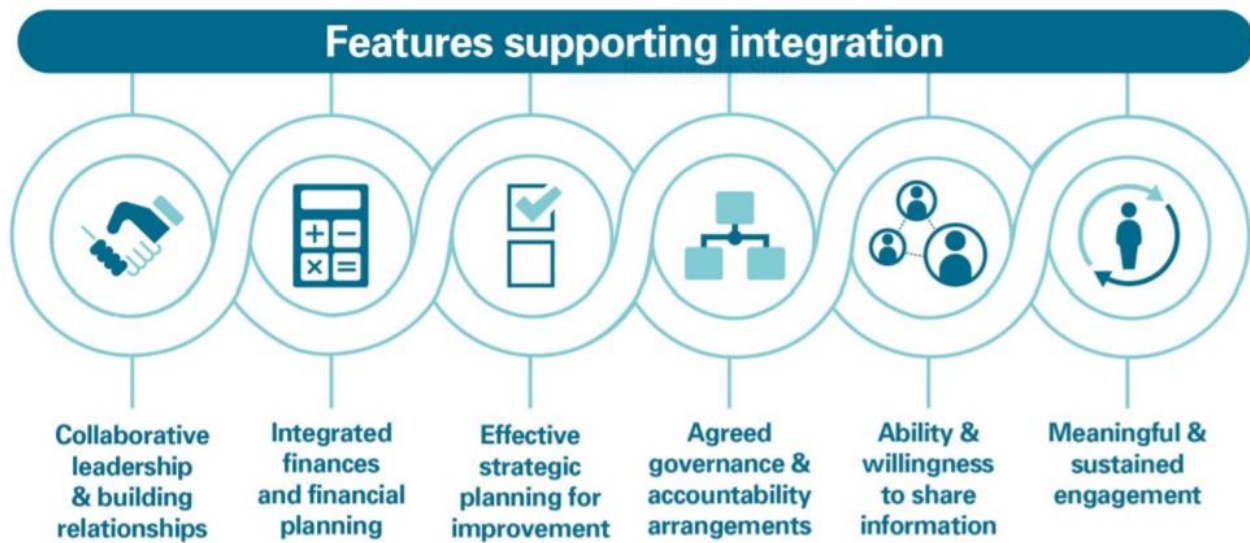 Features supporting integration
Collaborative
leadership
& building
relationships
Integrated
finances
and financial
planning
Effective
strategic
planning for
improvement
Agreed
governance &
accountability
arrangements
Ability &
willingness
to share
information
Meaningful &
sustained
engagement